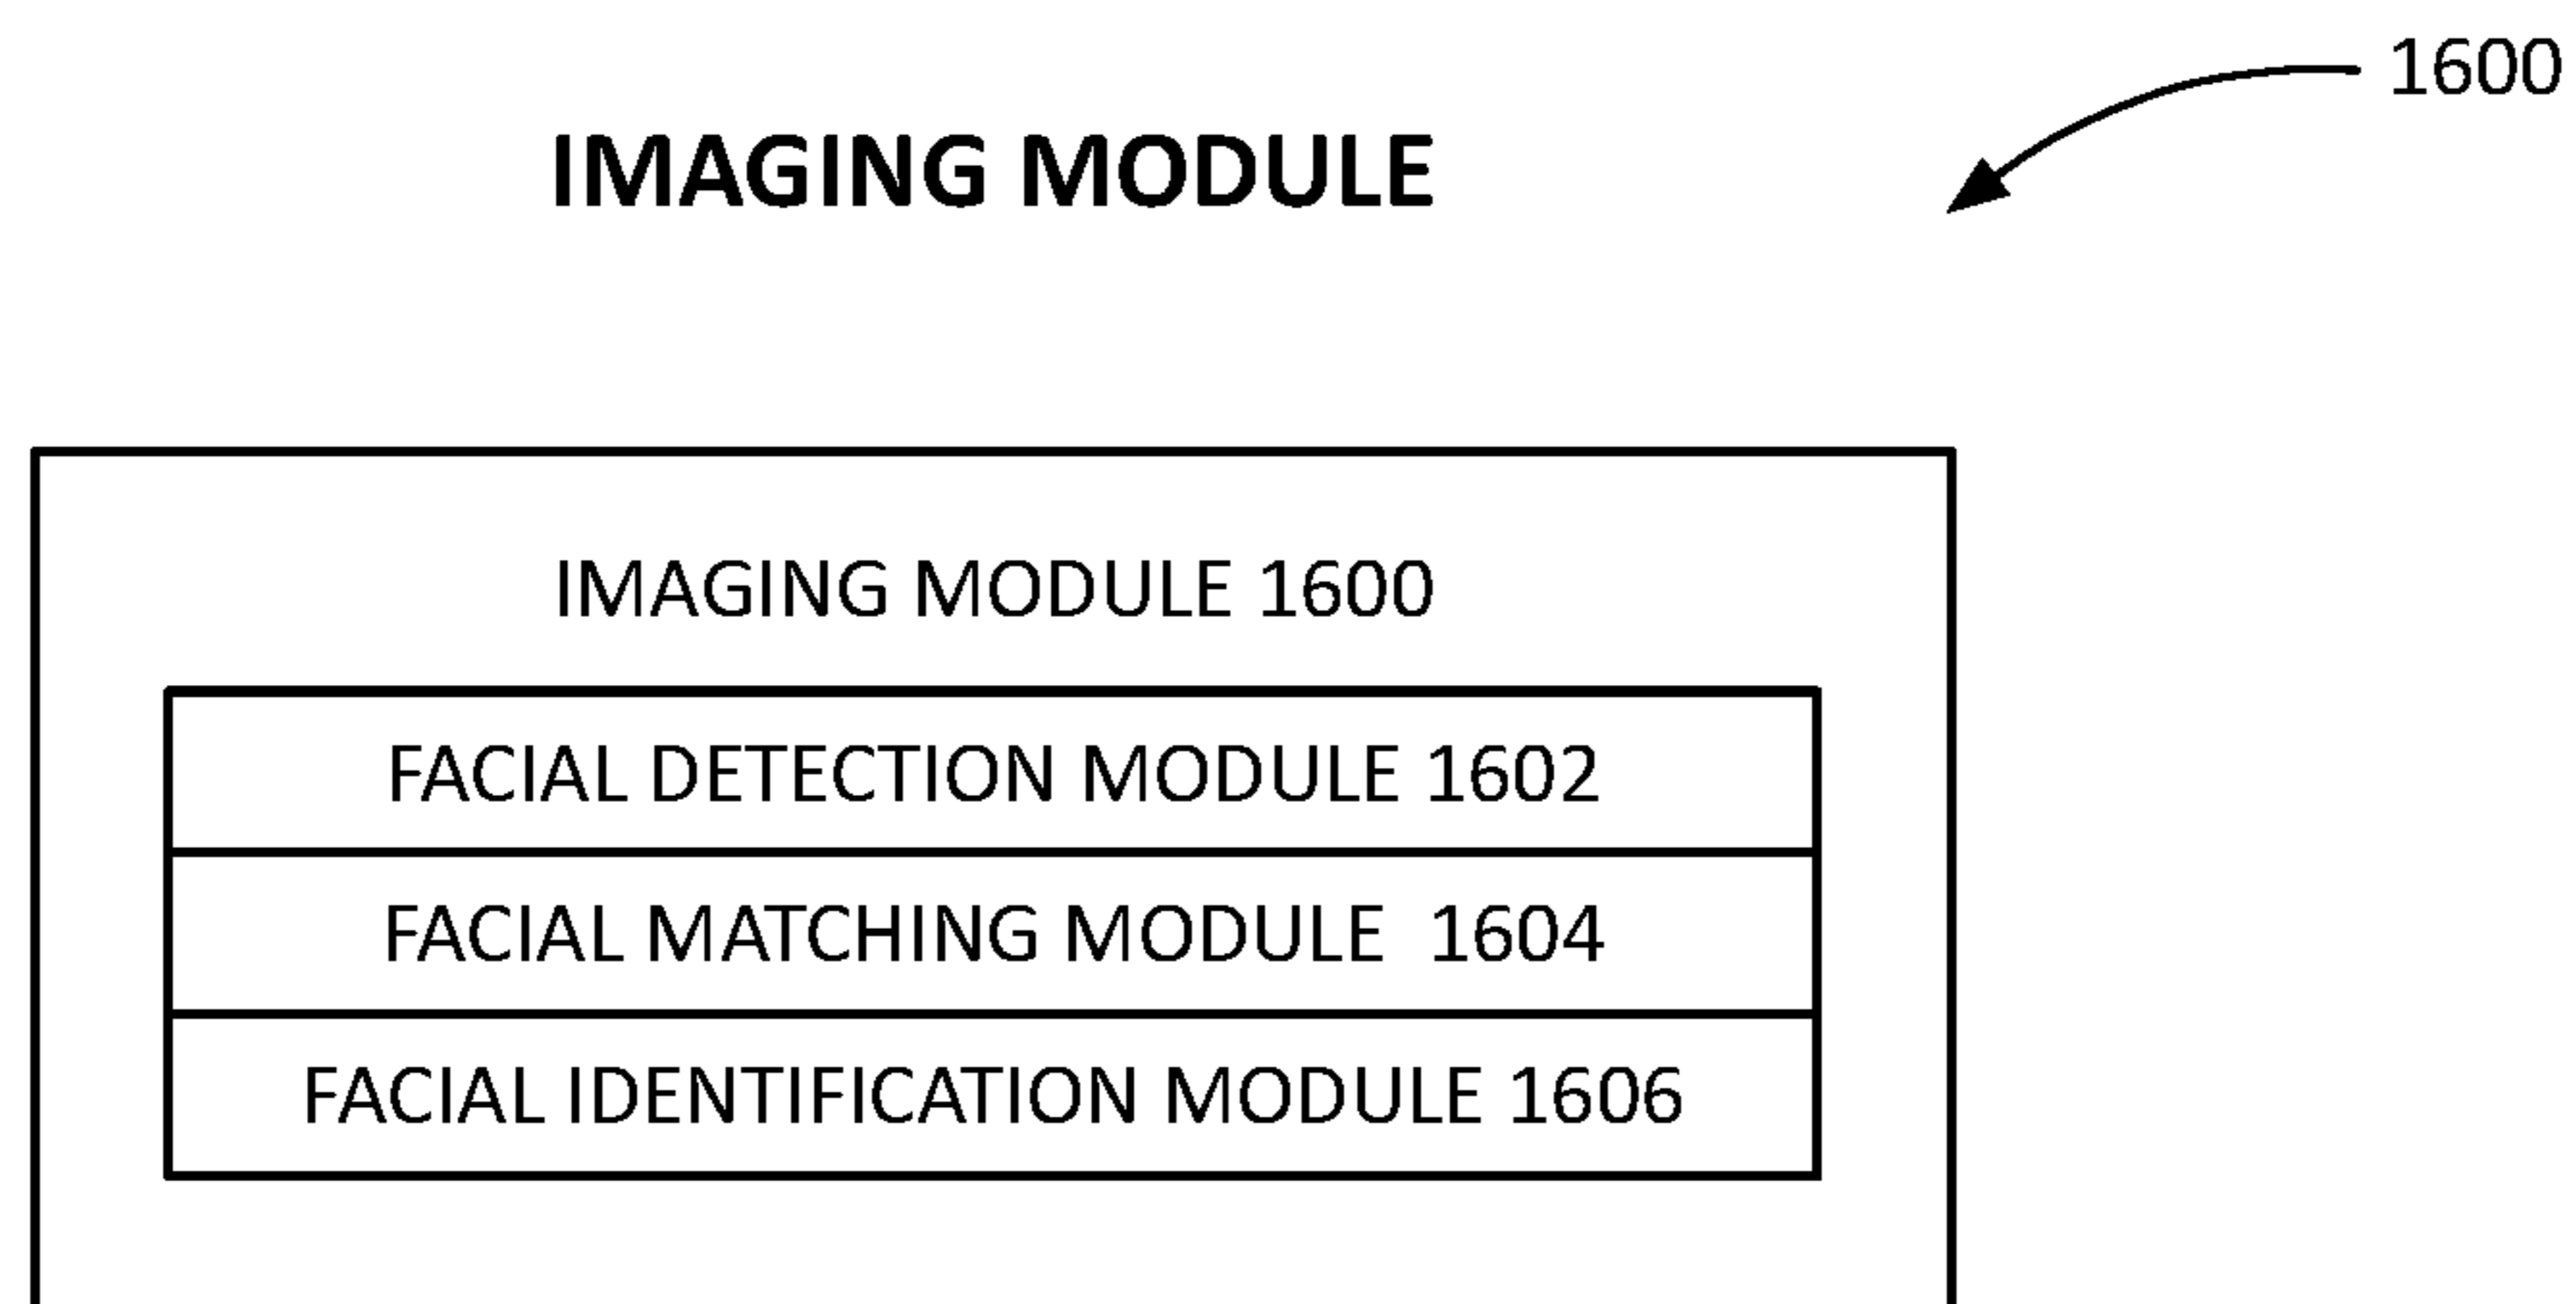 1600
IMAGING MODULE
IMAGING MODULE 1600
FACIAL DETECTION MODULE 1602
FACIAL MATCHING MODULE 1604
FACIAL IDENTIFICATION MODULE 1606